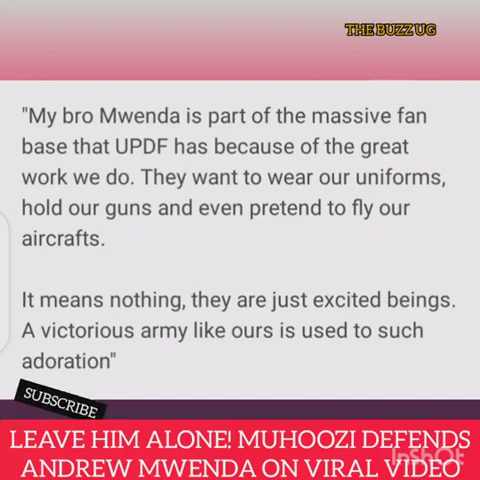 THE BUZZ UG
"My bro Mwenda is part of the massive fan
base that UPDF has because of the great
work we do. They want to wear our uniforms,
hold our guns and even pretend to fly our
aircrafts.
It means nothing, they are just excited beings.
A victorious army like ours is used to such
adoration"
SUBSCRIBE
LEAVE HIM ALONE! MUHOOZI DEFENDS
ANDREW MWENDA ON VIRAL VIDEO
InShOt